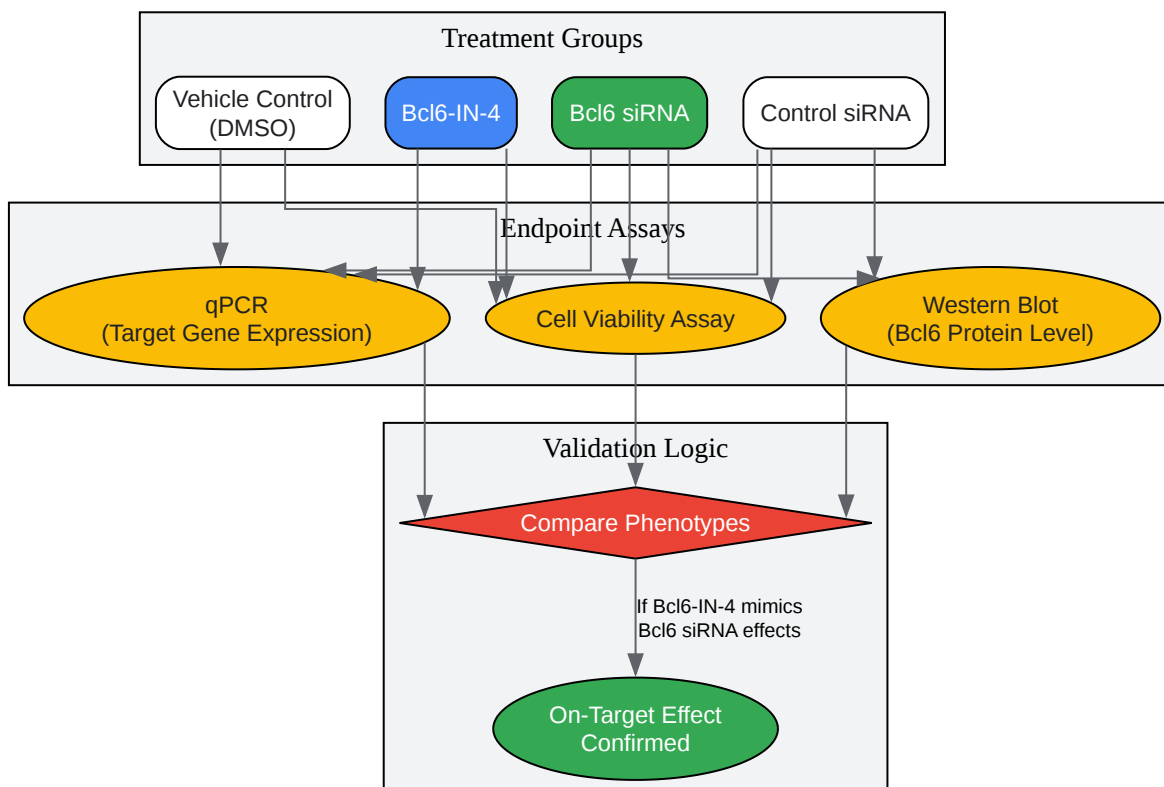 Treatment Groups
Vehicle Control
(DMSO)
Bcl6-IN-4
Bcl6 siRNA
Control siRNA
Endpoint Assays
qPCR
(Target Gene Expression)
Cell Viability Assay
Western Blot
(Bcl6 Protein Level)
Validation Logic
Compare Phenotypes
If Bcl6-IN-4 mimics
Bcl6 siRNA effects
On-Target Effect
Confirmed